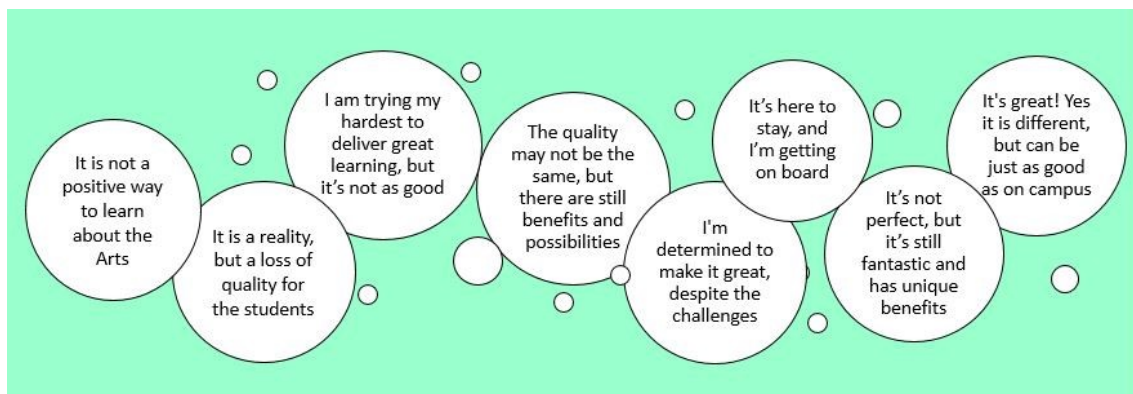 It is not a
positive way
to learn
about the
Arts
It is a reality,
but a loss of
quality for
the students
I am trying my
hardest to
deliver great
learning, but
it’s not as good
The quality
may not be the
same, but
there are still
benefits and
possibilities
I'm
determined to
make it great,
despite the
challenges
It’s here to
stay, and
I’m getting
on board
It’s not
perfect, but
it’s still
fantastic and
has unique
benefits
It's great! Yes
it is different,
but can be
just as good
as on campus